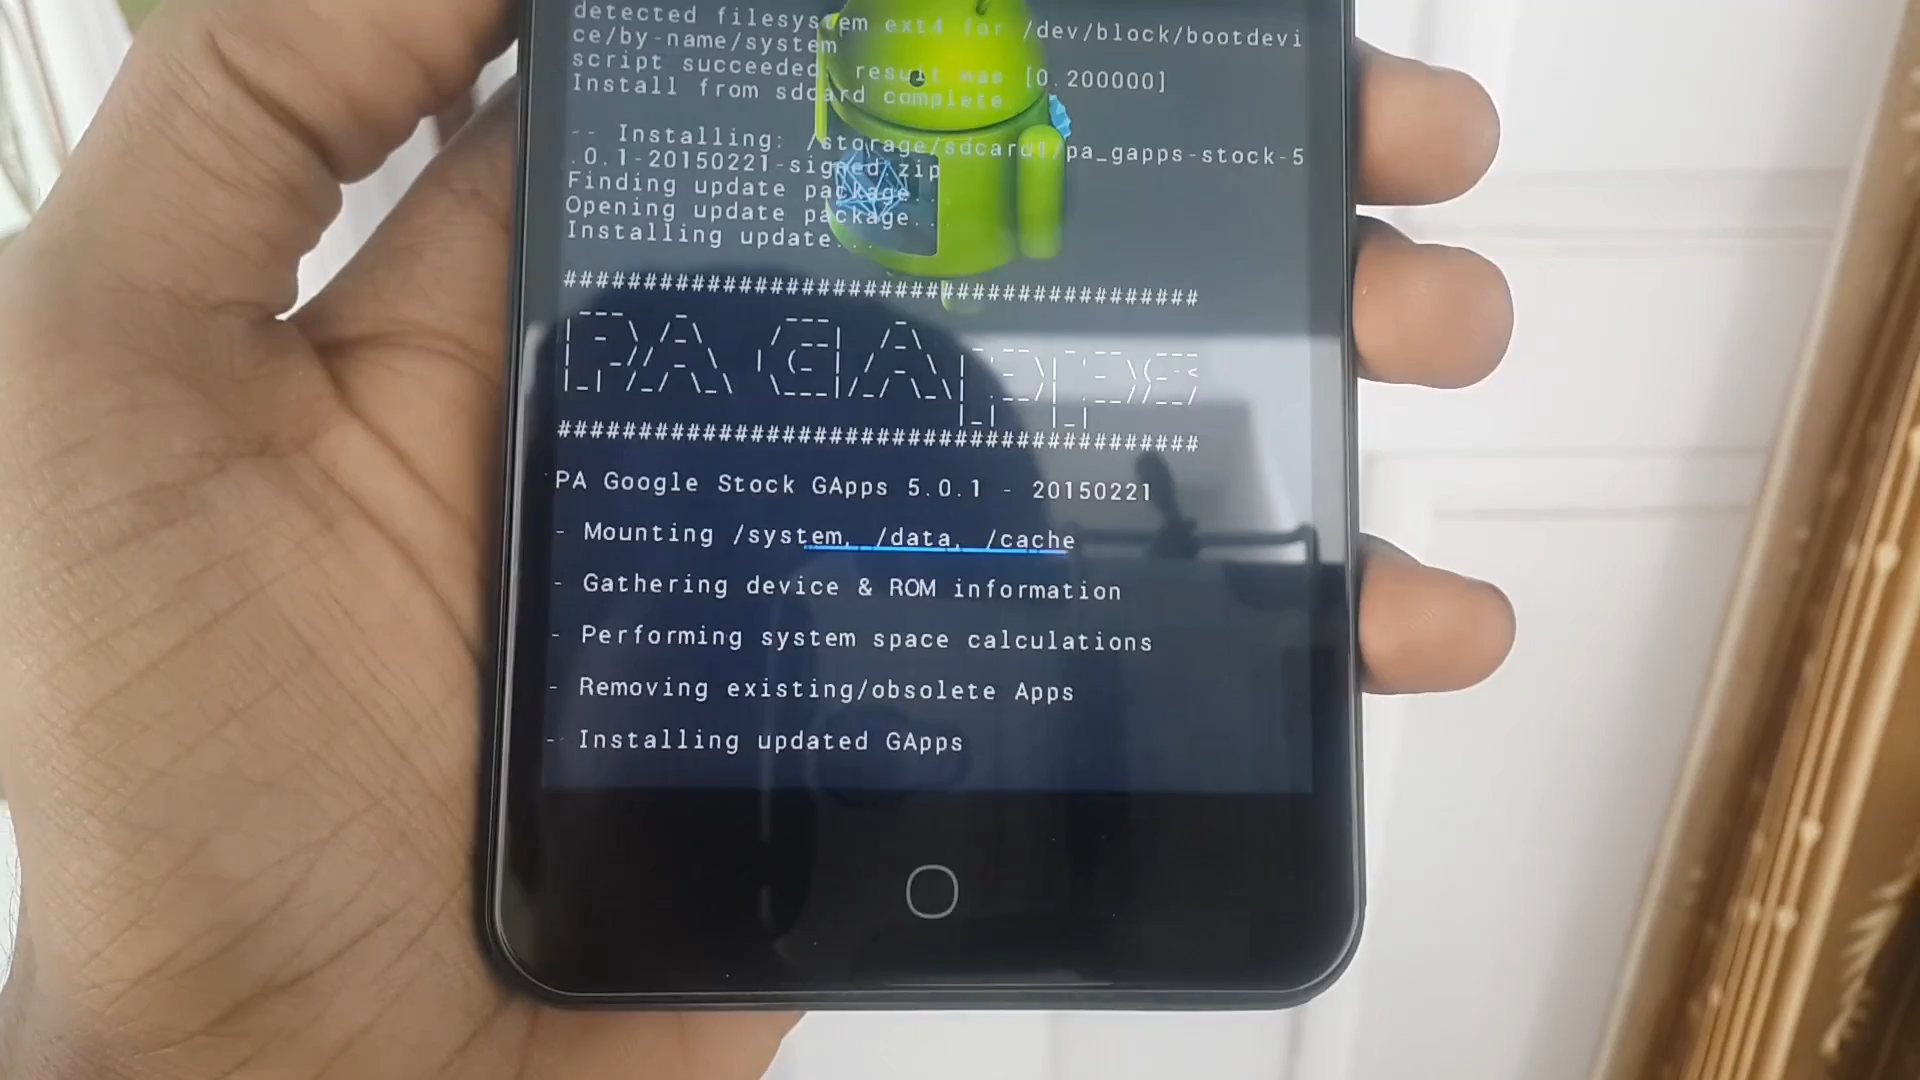 detected filesystem ext4 for /dev/block/bootdevi
ce/by-name/system
script succeeded: result was [0.200000]
Install from sdcard complete
-- Installing: /storage/sdcard1/pa_gapps-stock-5
.0.1-20150221-signed.zip
Finding update package...
Opening update package...
Installing update...
########################################
PA GApps
########################################
PA Google Stock GApps 5.0.1 - 20150221
- Mounting /system, /data, /cache
- Gathering device & ROM information
- Performing system space calculations
- Removing existing/obsolete Apps
- Installing updated GApps